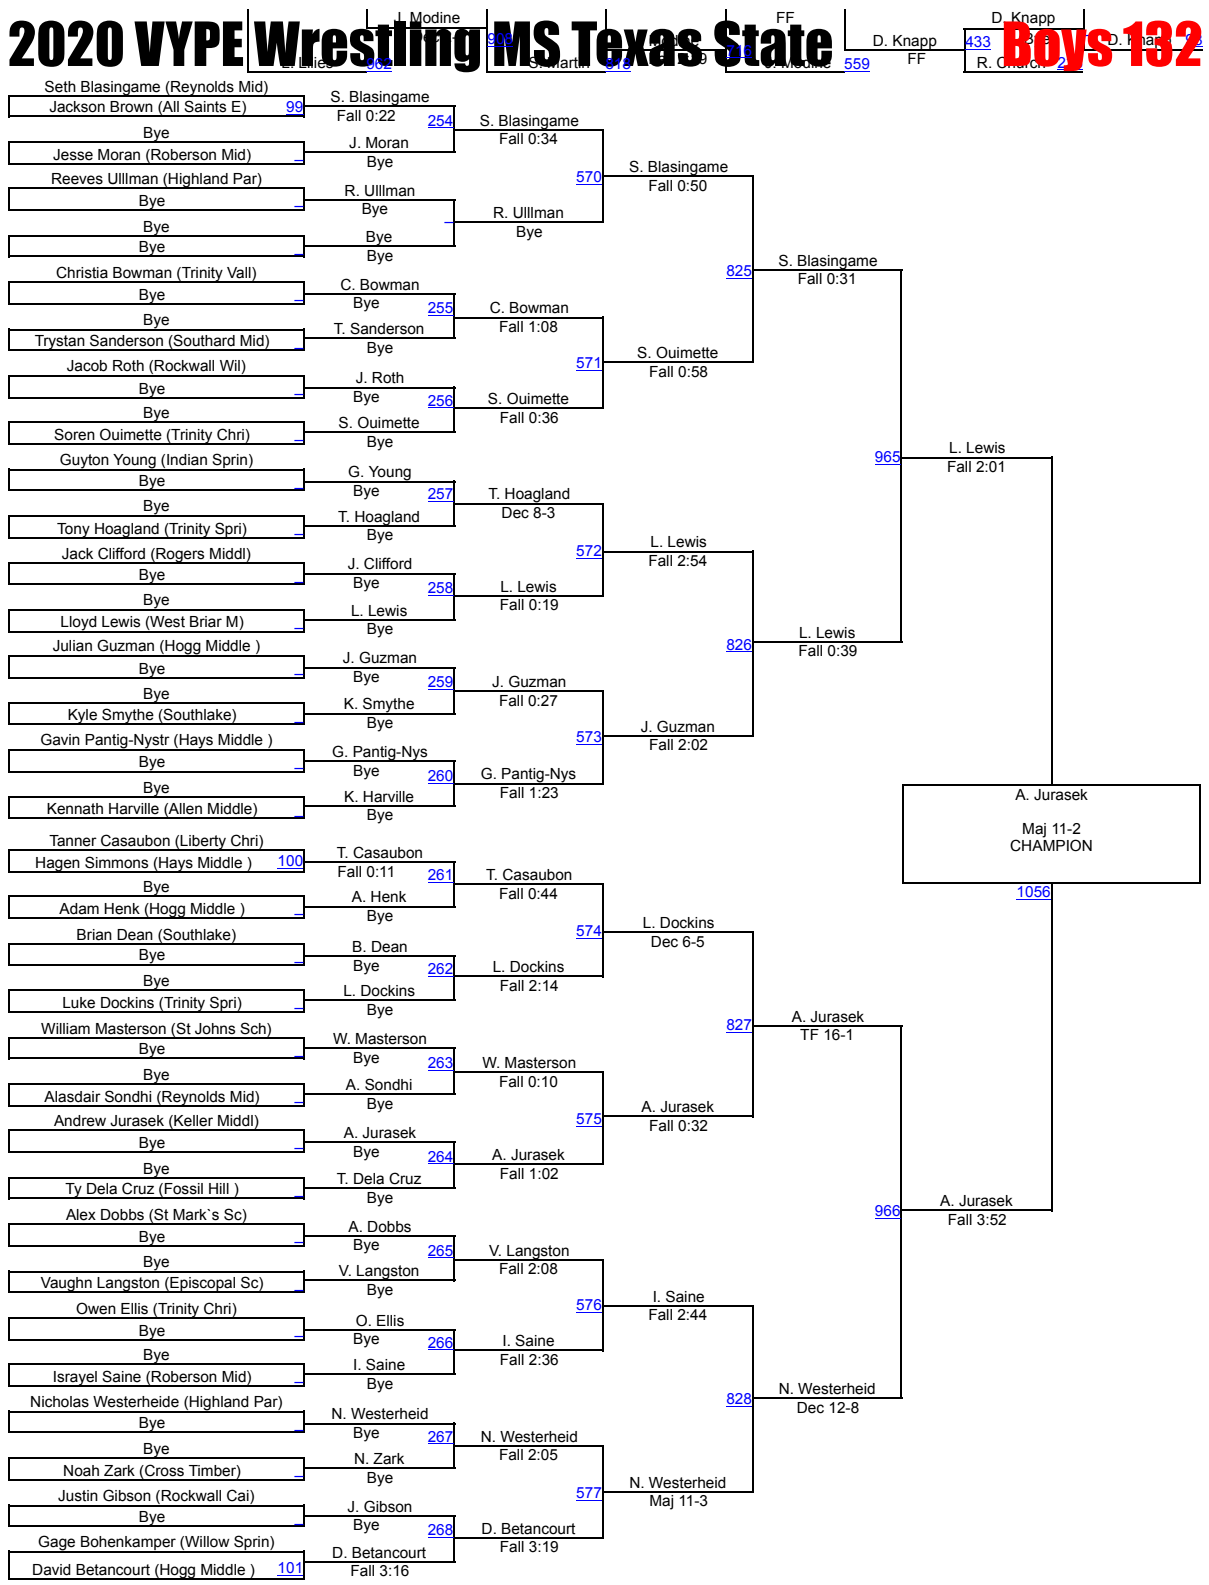 2020 VYPE Wrestling MS Texas State Boys 132
J. Modine
FF
D. Knapp
D. Knapp
433
FF
559
R. Church
S. Martin
Seth Blasingame (Reynolds Mid)
Jackson Brown (All Saints E) 99
Bye
Jesse Moran (Roberson Mid)
Reeves Ulllman (Highland Par)
Bye
Bye
Bye
Christia Bowman (Trinity Vall)
Bye
Bye
Trystan Sanderson (Southard Mid)
Jacob Roth (Rockwall Wil)
Bye
Bye
Soren Ouimette (Trinity Chri)
Guyton Young (Indian Sprin)
Bye
Bye
Tony Hoagland (Trinity Spri)
Jack Clifford (Rogers Middl)
Bye
Bye
Lloyd Lewis (West Briar M)
Julian Guzman (Hogg Middle )
Bye
Bye
Kyle Smythe (Southlake)
Gavin Pantig-Nystr (Hays Middle )
Bye
Bye
Kennath Harville (Allen Middle)
Tanner Casaubon (Liberty Chri)
Hagen Simmons (Hays Middle ) 100
Bye
Adam Henk (Hogg Middle )
Brian Dean (Southlake)
Bye
Bye
Luke Dockins (Trinity Spri)
William Masterson (St Johns Sch)
Bye
Bye
Alasdair Sondhi (Reynolds Mid)
Andrew Jurasek (Keller Middl)
Bye
Bye
Ty Dela Cruz (Fossil Hill )
Alex Dobbs (St Mark`s Sc)
Bye
Bye
Vaughn Langston (Episcopal Sc)
Owen Ellis (Trinity Chri)
Bye
Bye
Israyel Saine (Roberson Mid)
Nicholas Westerheide (Highland Par)
Bye
Bye
Noah Zark (Cross Timber)
Justin Gibson (Rockwall Cai)
Bye
Gage Bohenkamper (Willow Sprin)
David Betancourt (Hogg Middle ) 101
S. Blasingame
Fall 0:22
254
J. Moran
Bye
R. Ulllman
Bye
Bye
Bye
C. Bowman
Bye
255
T. Sanderson
Bye
J. Roth
Bye
256
S. Ouimette
Bye
G. Young
Bye
257
T. Hoagland
Bye
J. Clifford
Bye
258
L. Lewis
Bye
J. Guzman
Bye
259
K. Smythe
Bye
G. Pantig-Nys
Bye
260
K. Harville
Bye
T. Casaubon
Fall 0:11
261
A. Henk
Bye
B. Dean
Bye
262
L. Dockins
Bye
W. Masterson
Bye
263
A. Sondhi
Bye
A. Jurasek
Bye
264
T. Dela Cruz
Bye
A. Dobbs
Bye
265
V. Langston
Bye
O. Ellis
Bye
266
I. Saine
Bye
N. Westerheid
Bye
267
N. Zark
Bye
J. Gibson
Bye
268
D. Betancourt
Fall 3:16
S. Blasingame
Fall 0:34
570
R. Ulllman
Bye
C. Bowman
Fall 1:08
571
S. Ouimette
Fall 0:36
T. Hoagland
Dec 8-3
572
L. Lewis
Fall 0:19
J. Guzman
Fall 0:27
573
G. Pantig-Nys
Fall 1:23
T. Casaubon
Fall 0:44
574
L. Dockins
Fall 2:14
W. Masterson
Fall 0:10
575
A. Jurasek
Fall 1:02
V. Langston
Fall 2:08
576
I. Saine
Fall 2:36
N. Westerheid
Fall 2:05
577
D. Betancourt
Fall 3:19
S. Blasingame
Fall 0:50
825
S. Ouimette
Fall 0:58
L. Lewis
Fall 2:54
826
J. Guzman
Fall 2:02
L. Dockins
Dec 6-5
827
A. Jurasek
Fall 0:32
I. Saine
Fall 2:44
828
N. Westerheid
Maj 11-3
S. Blasingame
Fall 0:31
965
L. Lewis
Fall 0:39
A. Jurasek
TF 16-1
966
N. Westerheid
Dec 12-8
L. Lewis
Fall 2:01
A. Jurasek
Fall 3:52
A. Jurasek
Maj 11-2
CHAMPION
1056